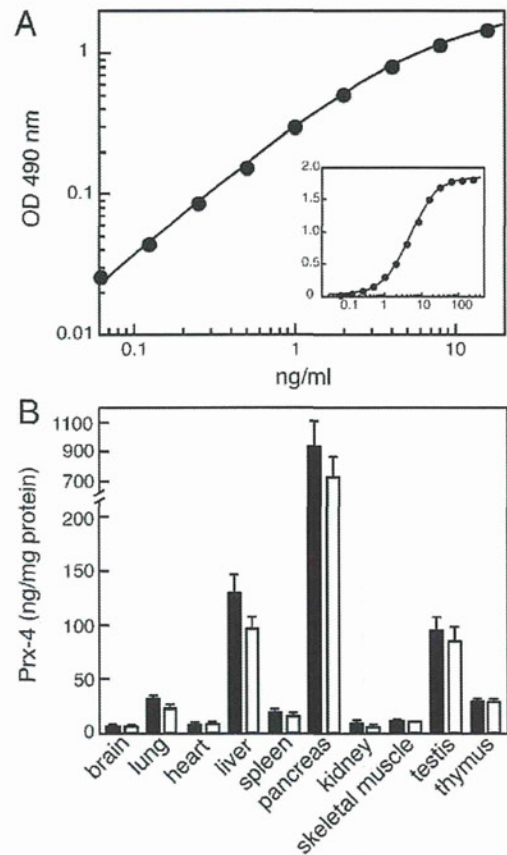 A
OD 490 nm
1
0.1
0.01
2.0
1.5
1.0
0.5
0
0.1 1 10 100
0.1 1 10
ng/ml
B
Prx-4 (ng/mg protein)
1100
900
700
200
150
100
50
0
brain
lung
heart
liver
spleen
pancreas
kidney
skeletal muscle
testis
thymus